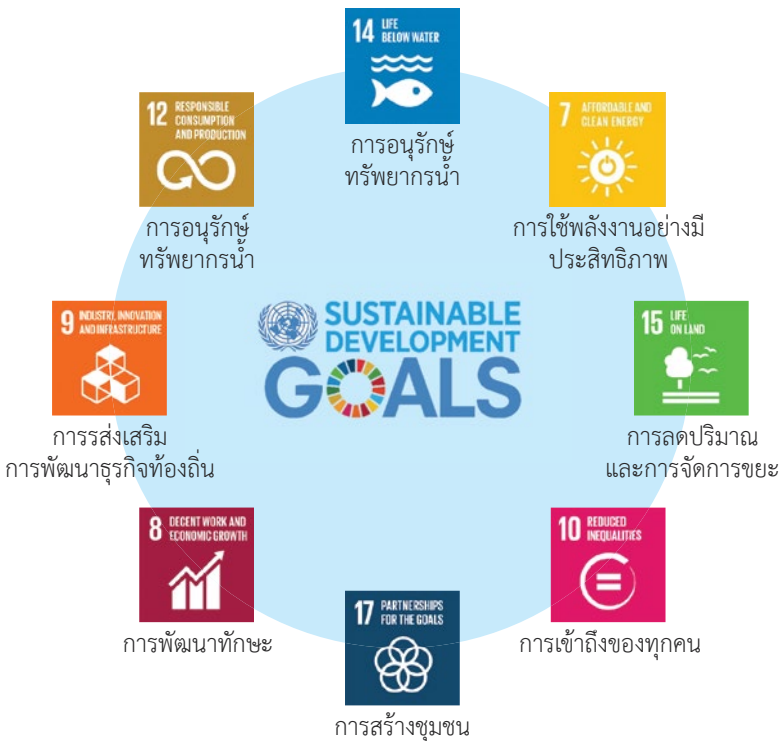 14 LIFE
BELOW WATER
การอนุรักษ์
ทรัพยากรน้ำ
12 RESPONSIBLE
CONSUMPTION
AND PRODUCTION
การอนุรักษ์
ทรัพยากรน้ำ
7 AFFORDABLE AND
CLEAN ENERGY
การใช้พลังงานอย่างมี
ประสิทธิภาพ
9 INDUSTRY, INNOVATION
AND INFRASTRUCTURE
การรส่งเสริม
การพัฒนาธุรกิจท้องถิ่น
SUSTAINABLE
DEVELOPMENT
GOALS
15 LIFE
ON LAND
การลดปริมาณ
และการจัดการขยะ
8 DECENT WORK AND
ECONOMIC GROWTH
การพัฒนาทักษะ
17 PARTNERSHIPS
FOR THE GOALS
การสร้างชุมชน
10 REDUCED
INEQUALITIES
การเข้าถึงของทุกคน